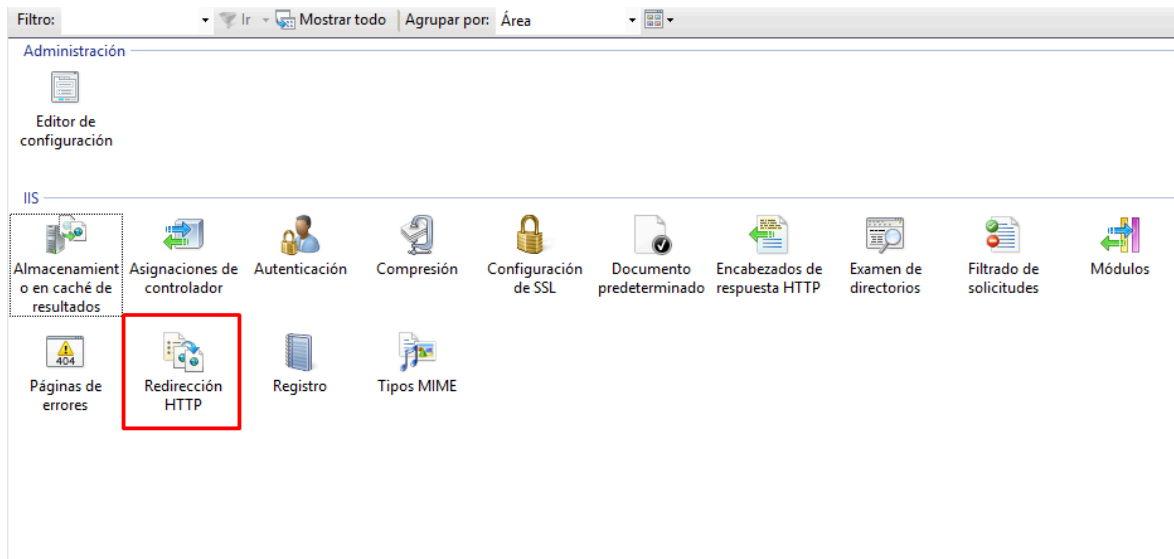 Filtro: Ir Mostrar todo Agrupar por: Área
Administración
Editor de
configuración
IIS
Almacenamient
o en caché de
resultados
Asignaciones de
controlador
Autenticación
Compresión
Configuración
de SSL
Documento
predeterminado
Encabezados de
respuesta HTTP
Examen de
directorios
Filtrado de
solicitudes
Módulos
404
Páginas de
errores
Redirección
HTTP
Registro
Tipos MIME